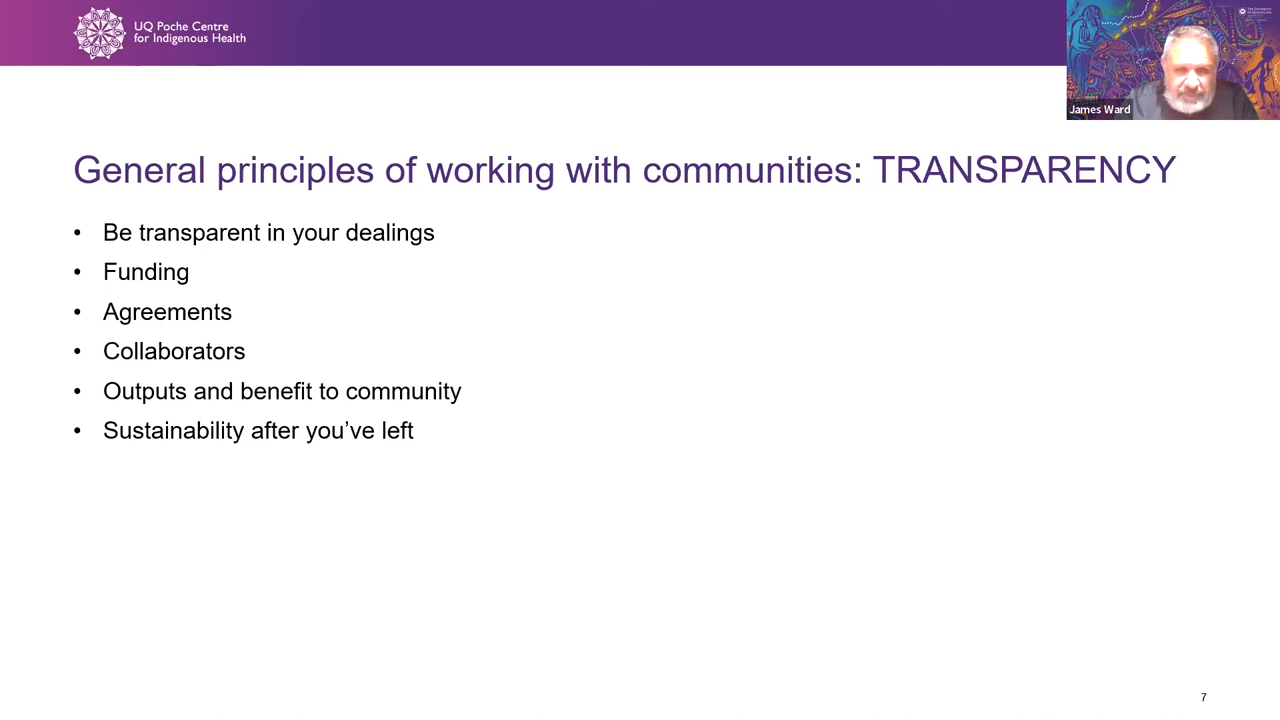 UQ Poche Centre
for Indigenous Health
James Ward
General principles of working with communities: TRANSPARENCY
• Be transparent in your dealings
• Funding
• Agreements
• Collaborators
• Outputs and benefit to community
• Sustainability after you’ve left
7